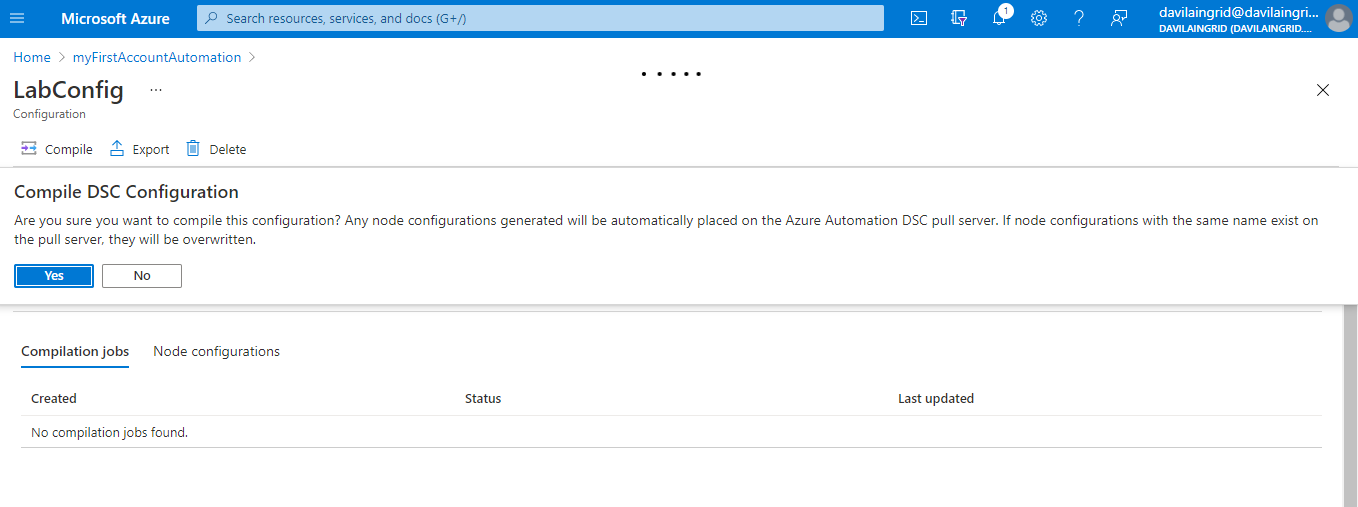 Microsoft Azure
Search resources, services, and docs (G+/)
1
davilaingrid@davilaingri...
DAVILAINGRID (DAVILAINGRID....
Home > myFirstAccountAutomation >
LabConfig ...
Configuration
Compile Export Delete
Compile DSC Configuration
Are you sure you want to compile this configuration? Any node configurations generated will be automatically placed on the Azure Automation DSC pull server. If node configurations with the same name exist on
the pull server, they will be overwritten.
Yes No
Compilation jobs Node configurations
Created Status Last updated
No compilation jobs found.